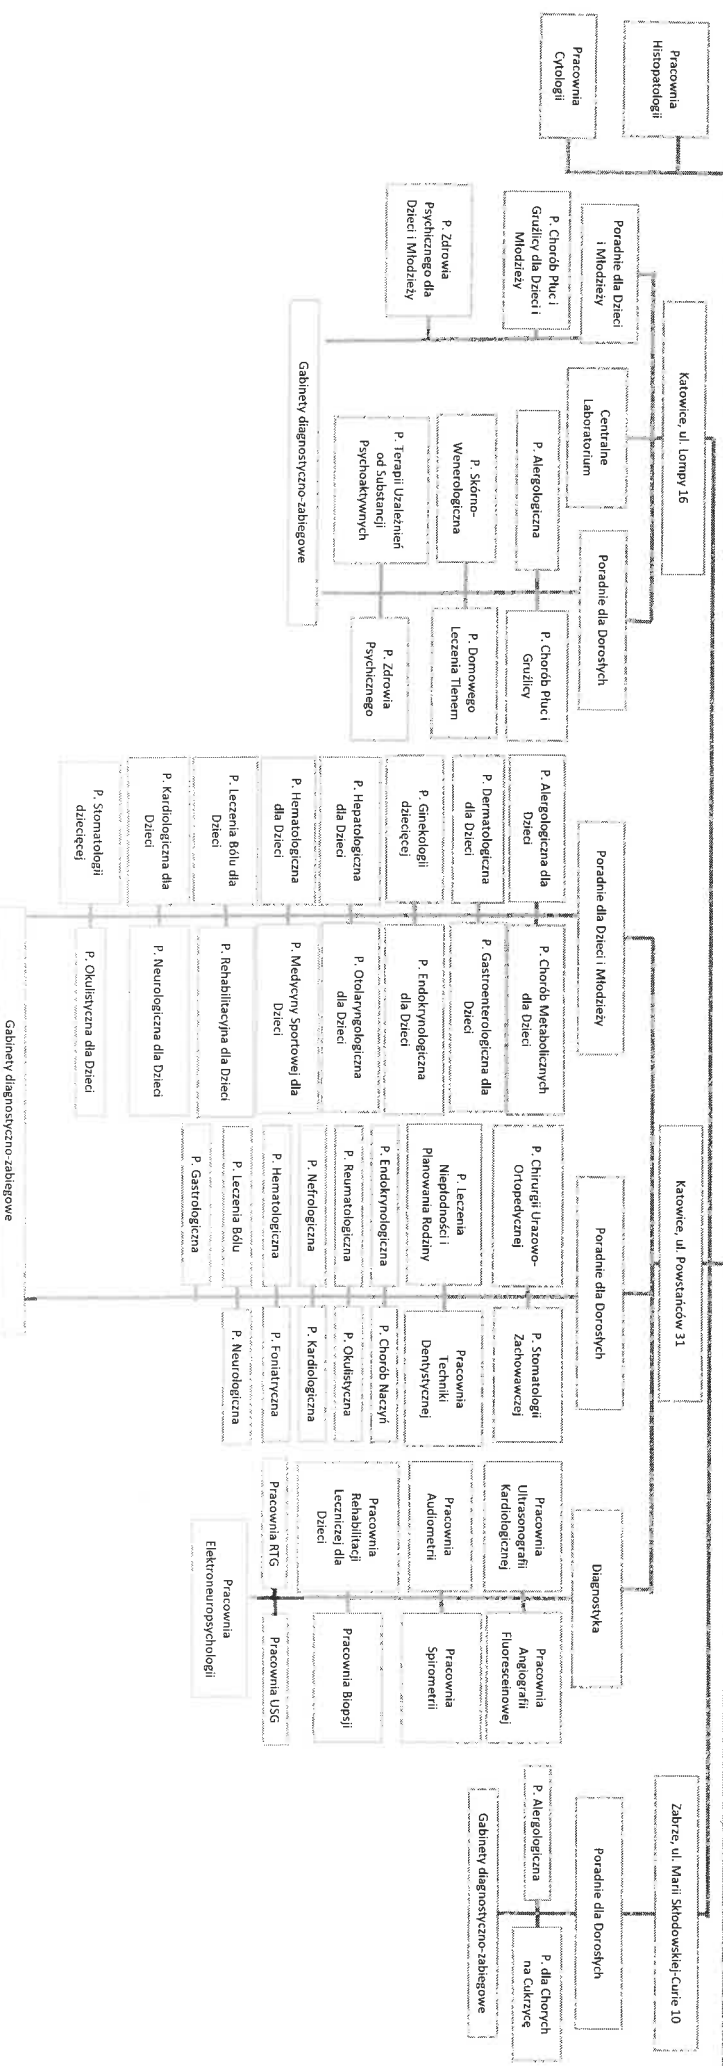 Pracownia
Histopatologii
Pracownia
Cytologii
Katowice, ul. Lompy 16
Poradnie dla Dzieci
i Młodzieży
P. Chorób Płuc i
Gruźlicy dla Dzieci i
Młodzieży
P. Zdrowia
Psychicznego dla
Dzieci i Młodzieży
Centralne
Laboratorium
Poradnie dla Dorosłych
P. Alergologiczna
P. Chorób Płuc i
Gruźlicy
P. Skórno-
Wenerologiczna
P. Domowego
Leczenia Tlenem
P. Terapii Uzależnień
od Substancji
Psychoaktywnych
P. Zdrowia
Psychicznego
Gabinety diagnostyczno-zabiegowe
Katowice, ul. Powstańców 31
Poradnie dla Dzieci i Młodzieży
P. Alergologiczna dla
Dzieci
P. Chorób Metabolicznych
dla Dzieci
P. Dermatologiczna
dla Dzieci
P. Gastroenterologiczna dla
Dzieci
P. Ginekologii
dziecięcej
P. Endokrynologiczna
dla Dzieci
P. Hepatologiczna
dla Dzieci
P. Otolaryngologiczna
dla Dzieci
P. Hematologiczna
dla Dzieci
P. Medycyny Sportowej dla
Dzieci
P. Leczenia Bólu dla
Dzieci
P. Rehabilitacyjna dla Dzieci
P. Kardiologiczna dla
Dzieci
P. Neurologiczna dla Dzieci
P. Stomatologii
dziecięcej
P. Okulistyczna dla Dzieci
Poradnie dla Dorosłych
P. Chirurgii Urazowo-
Ortopedycznej
P. Stomatologii
Zachowawczej
P. Leczenia
Niepłodności i
Planowania Rodziny
Pracownia
Techniki
Dentystycznej
P. Endokrynologiczna
P. Chorób Naczyń
P. Reumatologiczna
P. Okulistyczna
P. Nefrologiczna
P. Kardiologiczna
P. Hematologiczna
P. Foniatryczna
P. Leczenia Bólu
P. Neurologiczna
P. Gastrologiczna
Gabinety diagnostyczno-zabiegowe
Diagnostyka
Pracownia
Ultrasonografii
Kardiologicznej
Pracownia
Angiografii
Fluoresceinowej
Pracownia
Audiometrii
Pracownia
Spirometrii
Pracownia
Rehabilitacji
Leczniczej dla
Dzieci
Pracownia Biopsji
Pracownia RTG
Pracownia USG
Pracownia
Elektroneuropsychologii
Zabrze, ul. Marii Skłodowskiej-Curie 10
Poradnie dla Dorosłych
P. Alergologiczna
P. dla Chorych
na Cukrzycę
Gabinety diagnostyczno-zabiegowe